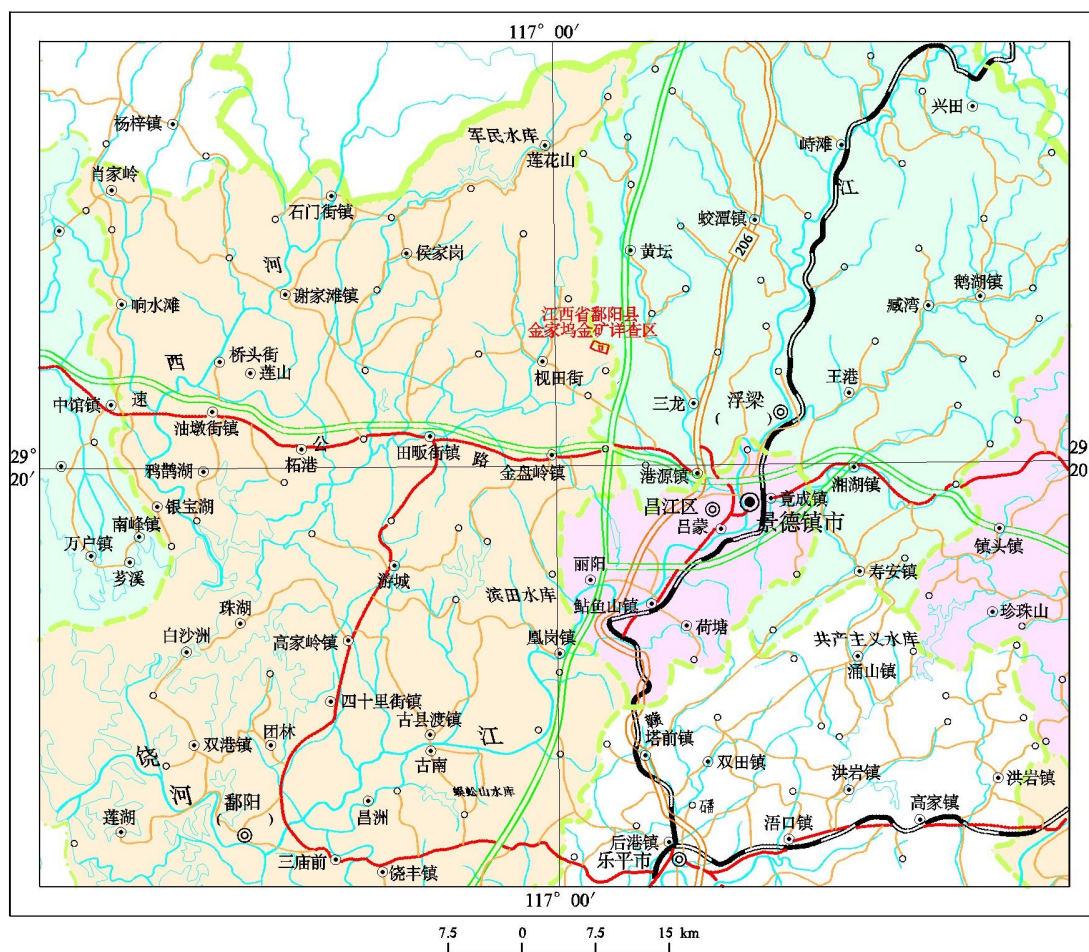 117° 00′
兴田
杨梓镇
军民水库
莲花山
峙滩
江
肖家岭
石门街镇
蛟潭镇
206
黄坛
侯家岗
河
鹅湖镇
谢家滩镇
响水滩
臧湾
江西省鄱阳县
金家坞金矿详查区
西
桥头街
莲山
枧田街
王港
中馆镇
速
三龙
浮梁
( )
油墩街镇
公
田畈街镇
柘港
路
金盘岭镇
29°
20′
29
20
鸦鹊湖
港源镇
湘湖镇
银宝湖
昌江区
竟成镇
景德镇市
吕蒙
南峰镇
万户镇
镇头镇
芗溪
游城
丽阳
寿安镇
滨田水库
珠湖
鲇鱼山镇
珍珠山
白沙洲
高家岭镇
凰岗镇
荷塘
共产主义水库
涌山镇
四十里街镇
古县渡镇
赣
双港镇
团林
江
饶
古南
塔前镇
双田镇
洪岩镇
洪岩镇
河
鄱阳
( )
蜈蚣山水库
昌洲
磻
高家镇
莲湖
浯口镇
后港镇
三庙前
乐平市
饶丰镇
117° 00′
7.5 0 7.5 15 km